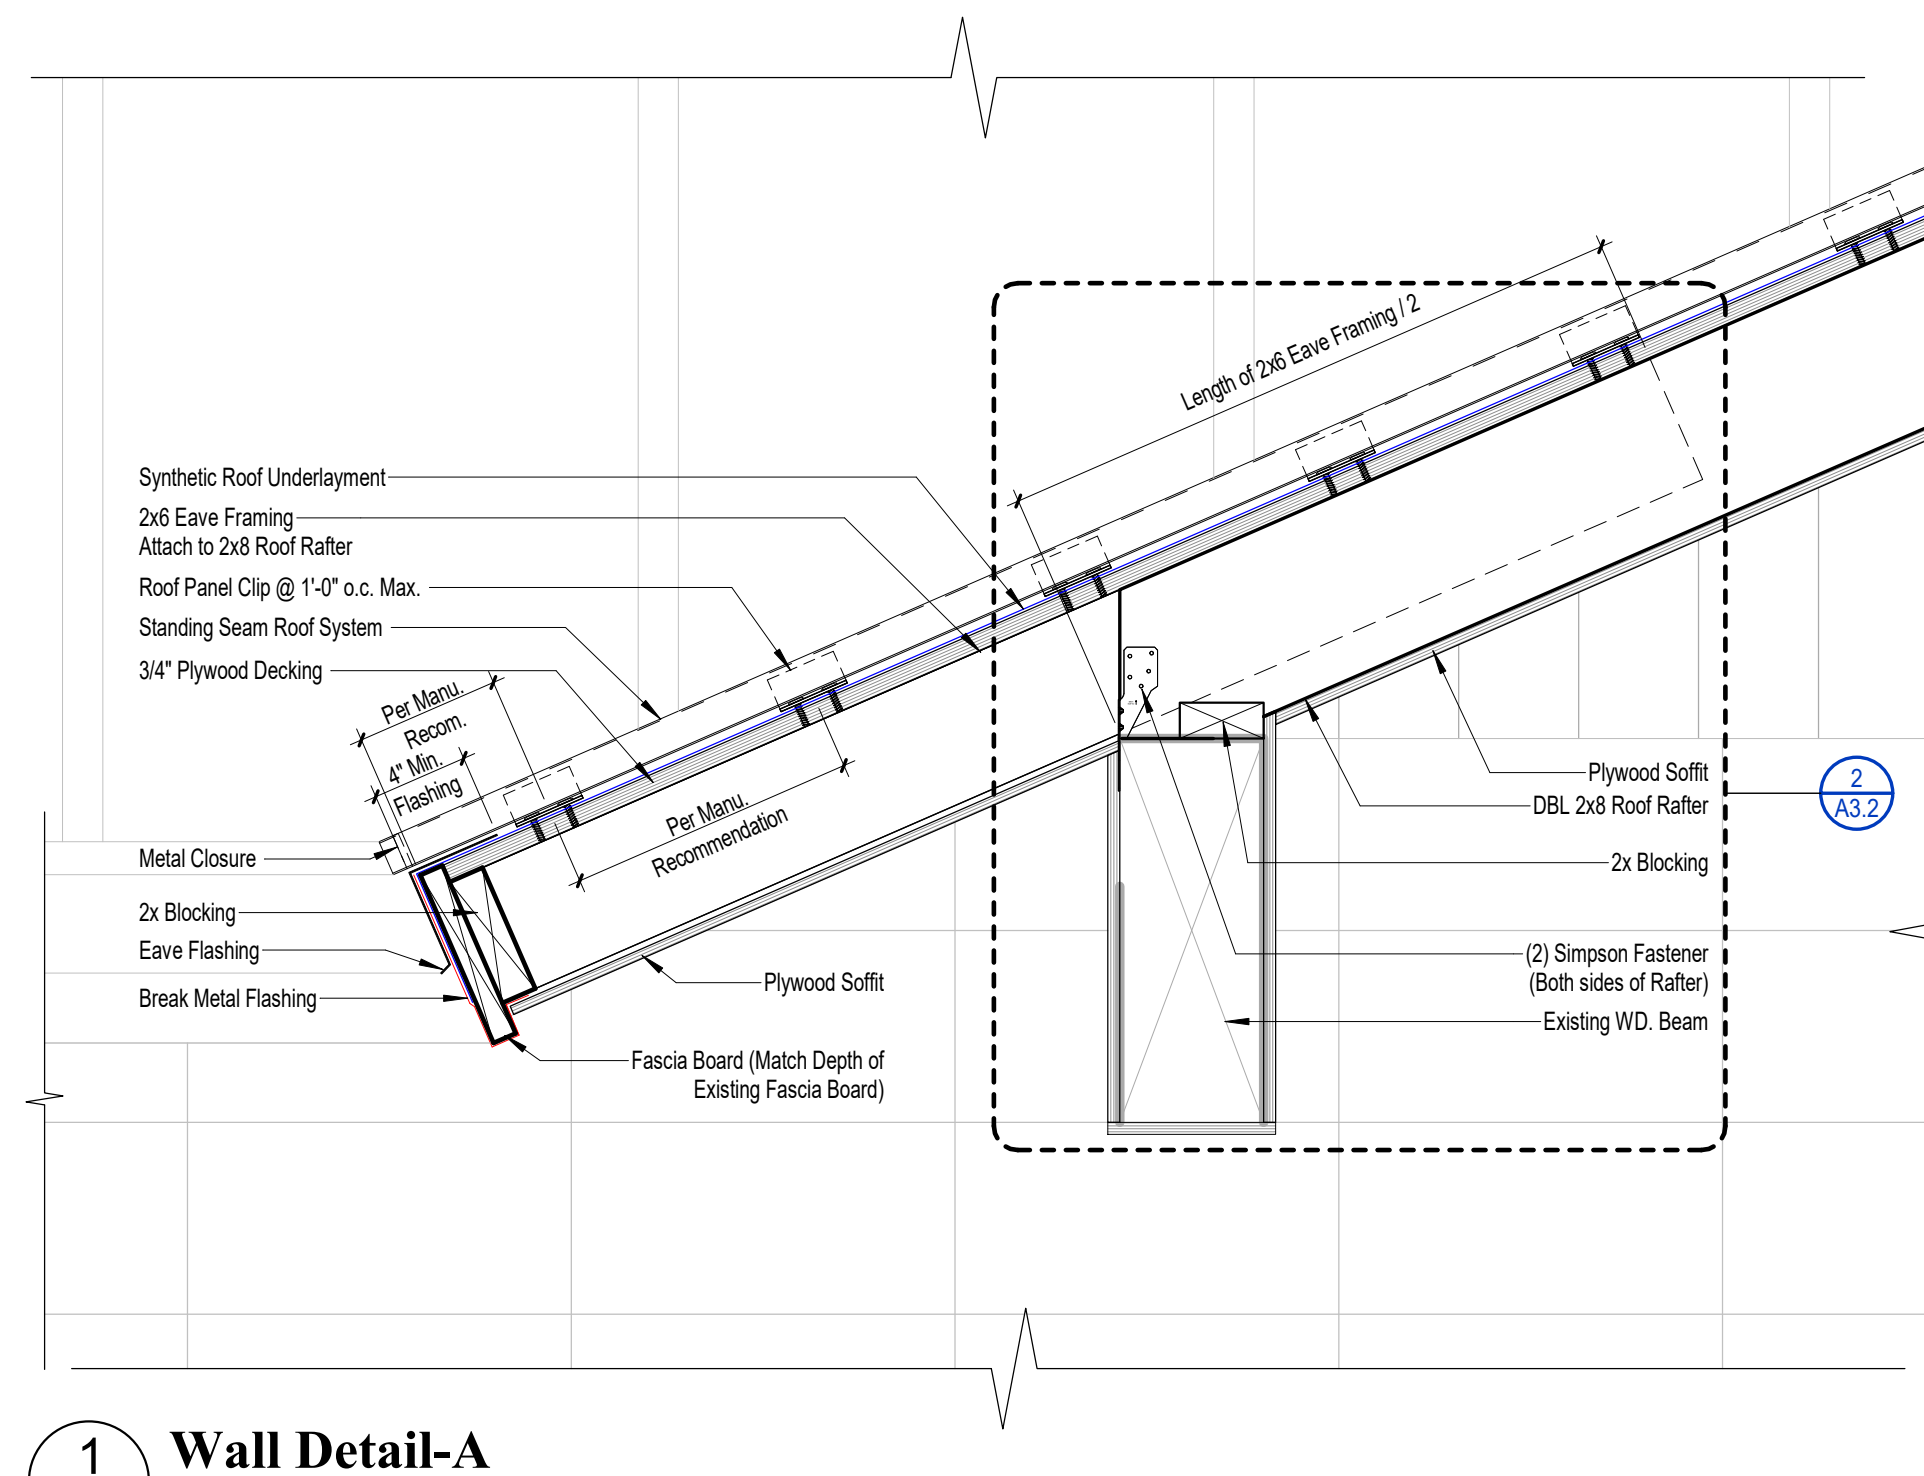 Length of 2x6 Eave Framing / 2
Synthetic Roof Underlayment
2x6 Eave Framing
Attach to 2x8 Roof Rafter
Roof Panel Clip @ 1'-0" o.c. Max.
Standing Seam Roof System
3/4" Plywood Decking
Per Manu.
Recom.
4" Min.
Flashing
Per Manu.
Recommendation
Metal Closure
2x Blocking
Eave Flashing
Break Metal Flashing
Plywood Soffit
Fascia Board (Match Depth of
Existing Fascia Board)
Plywood Soffit
DBL 2x8 Roof Rafter
2x Blocking
(2) Simpson Fastener
(Both sides of Rafter)
Existing WD. Beam
2
A3.2
1
Wall Detail-A